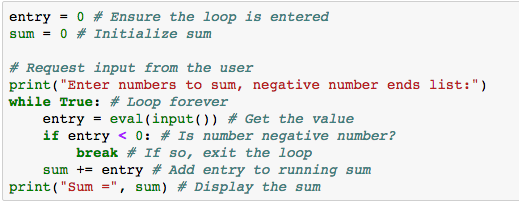 entry = 0 # Ensure the loop is entered
sum = 0 # Initialize sum

# Request input from the user
print("Enter numbers to sum, negative number ends list:")
while True: # Loop forever
    entry = eval(input()) # Get the value
    if entry < 0: # Is number negative number?
        break # If so, exit the loop
    sum += entry # Add entry to running sum
print("Sum =", sum) # Display the sum